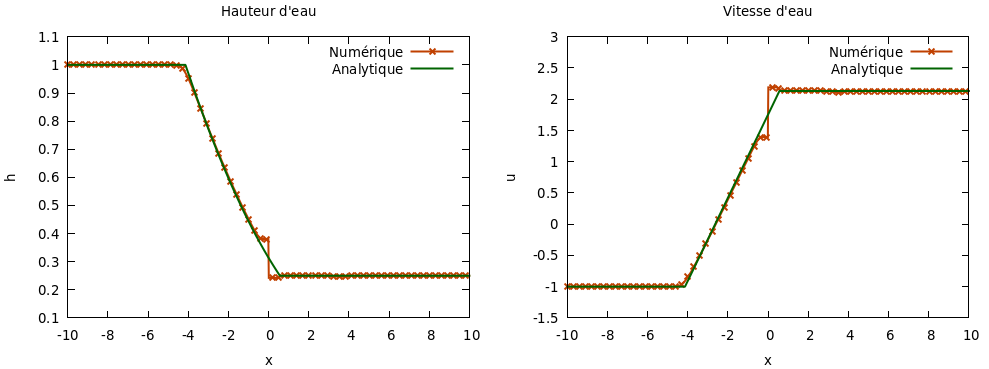 Hauteur d'eau
Numérique
Analytique
1.1
1
0.9
0.8
0.7
0.6
0.5
0.4
0.3
0.2
0.1
h
-10 -8 -6 -4 -2 0 2 4 6 8 10
x
Vitesse d'eau
Numérique
Analytique
3
2.5
2
1.5
1
0.5
0
-0.5
-1
-1.5
u
-10 -8 -6 -4 -2 0 2 4 6 8 10
x